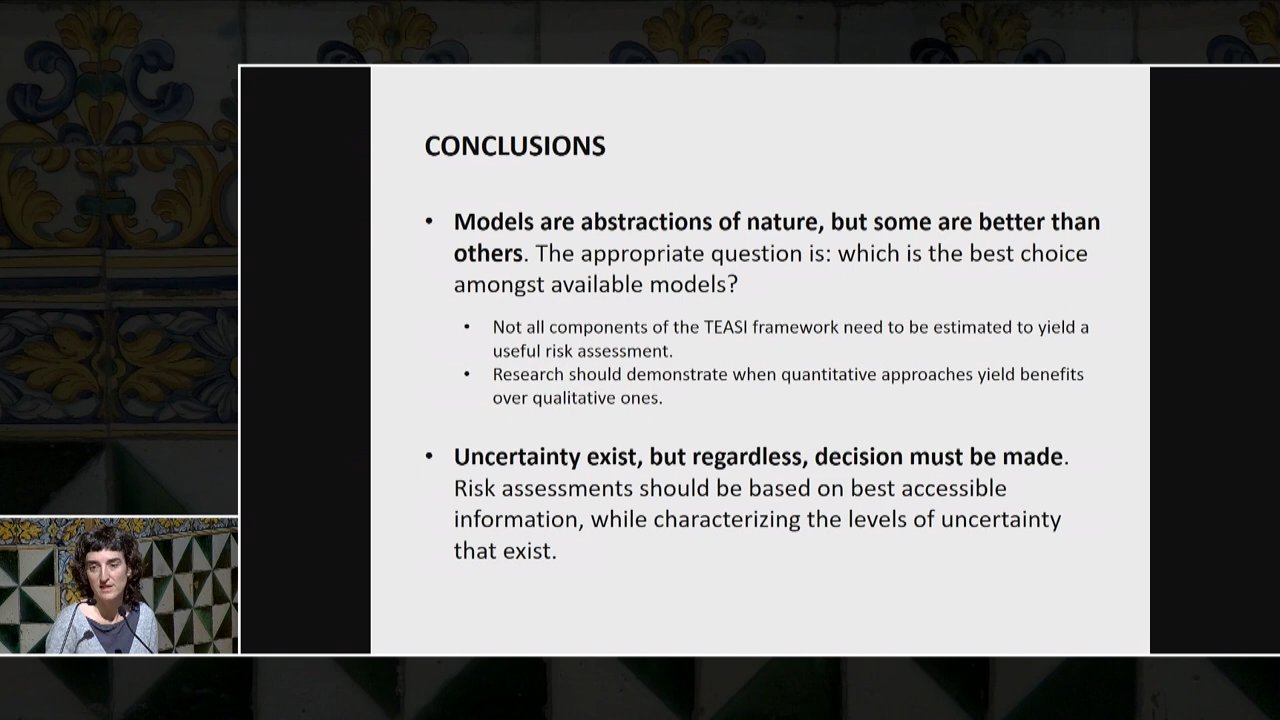 CONCLUSIONS
• Models are abstractions of nature, but some are better than
others. The appropriate question is: which is the best choice
amongst available models?
• Not all components of the TEASI framework need to be estimated to yield a
useful risk assessment.
• Research should demonstrate when quantitative approaches yield benefits
over qualitative ones.
• Uncertainty exist, but regardless, decision must be made.
Risk assessments should be based on best accessible
information, while characterizing the levels of uncertainty
that exist.